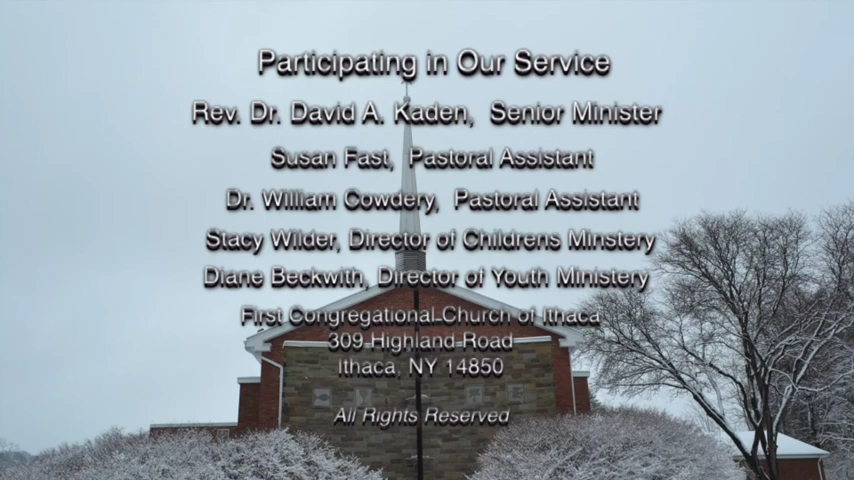 Participating in Our Service
Rev. Dr. David A. Kaden, Senior Minister
Susan Fast, Pastoral Assistant
Dr. William Cowdery, Pastoral Assistant
Stacy Wilder, Director of Childrens Minstery
Diane Beckwith, Director of Youth Ministery
First Congregational Church of Ithaca
309 Highland Road
Ithaca, NY 14850
All Rights Reserved